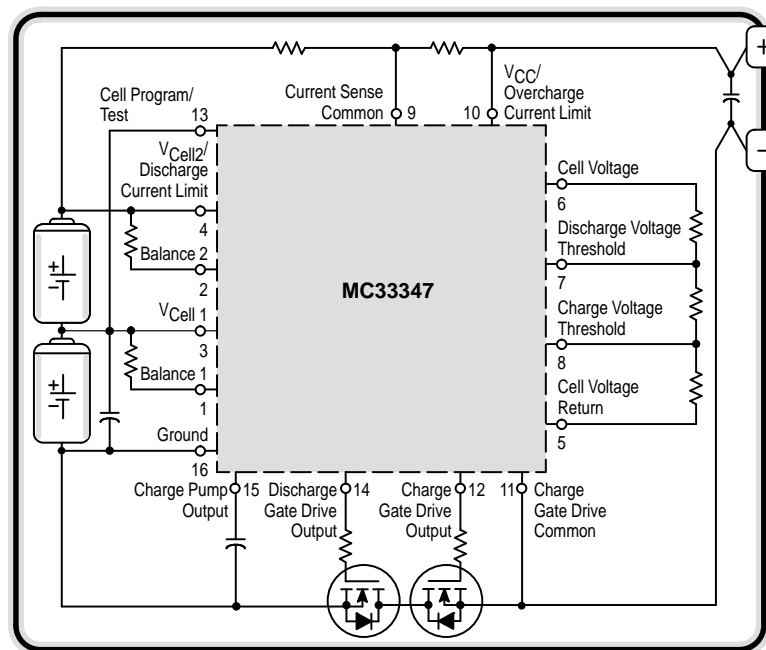 Cell Program/
Test
13
Current Sense
Common
9
VCC/
Overcharge
Current Limit
10
+
–
VCell2/
Discharge
Current Limit
4
Balance 2
2
VCell 1
3
Balance 1
1
Ground
16
MC33347
Cell Voltage
6
Discharge Voltage
Threshold
7
Charge Voltage
Threshold
8
Cell Voltage
Return
5
+
–
+
–
Charge Pump
Output
15
Discharge
Gate Drive
Output
14
Charge
Gate Drive
Output
12
11
Charge
Gate Drive
Common